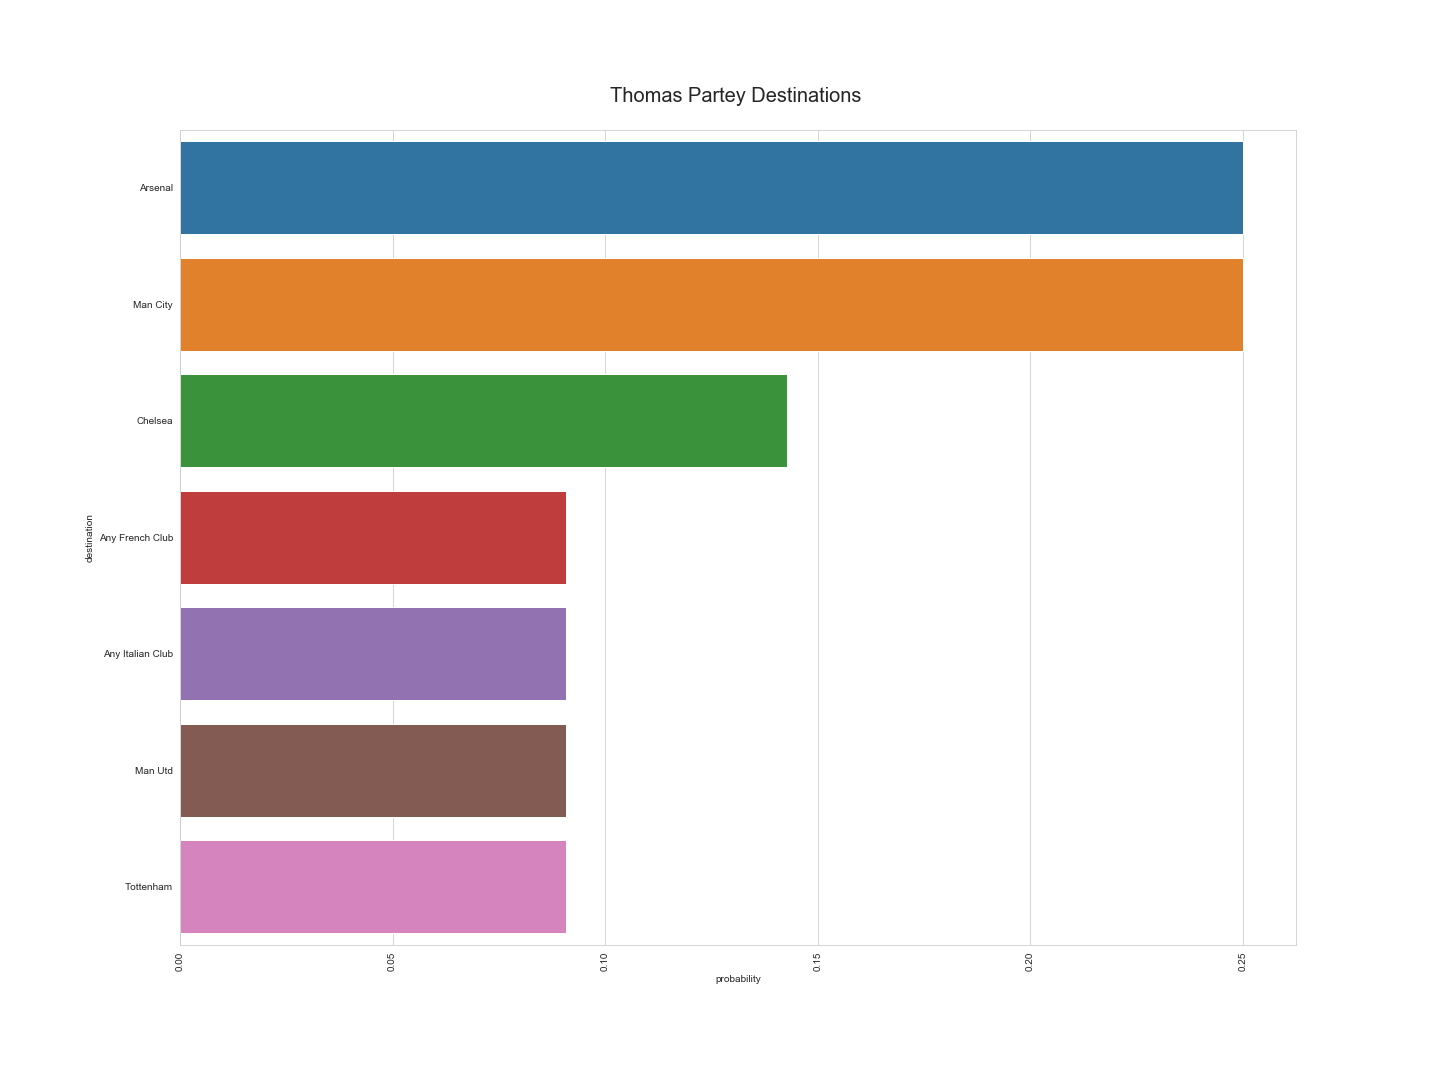 Thomas Partey Destinations
Arsenal
Man City
Chelsea
Any French Club
Any Italian Club
Man Utd
Tottenham
destination
0.00
0.05
0.10
0.15
0.20
0.25
probability